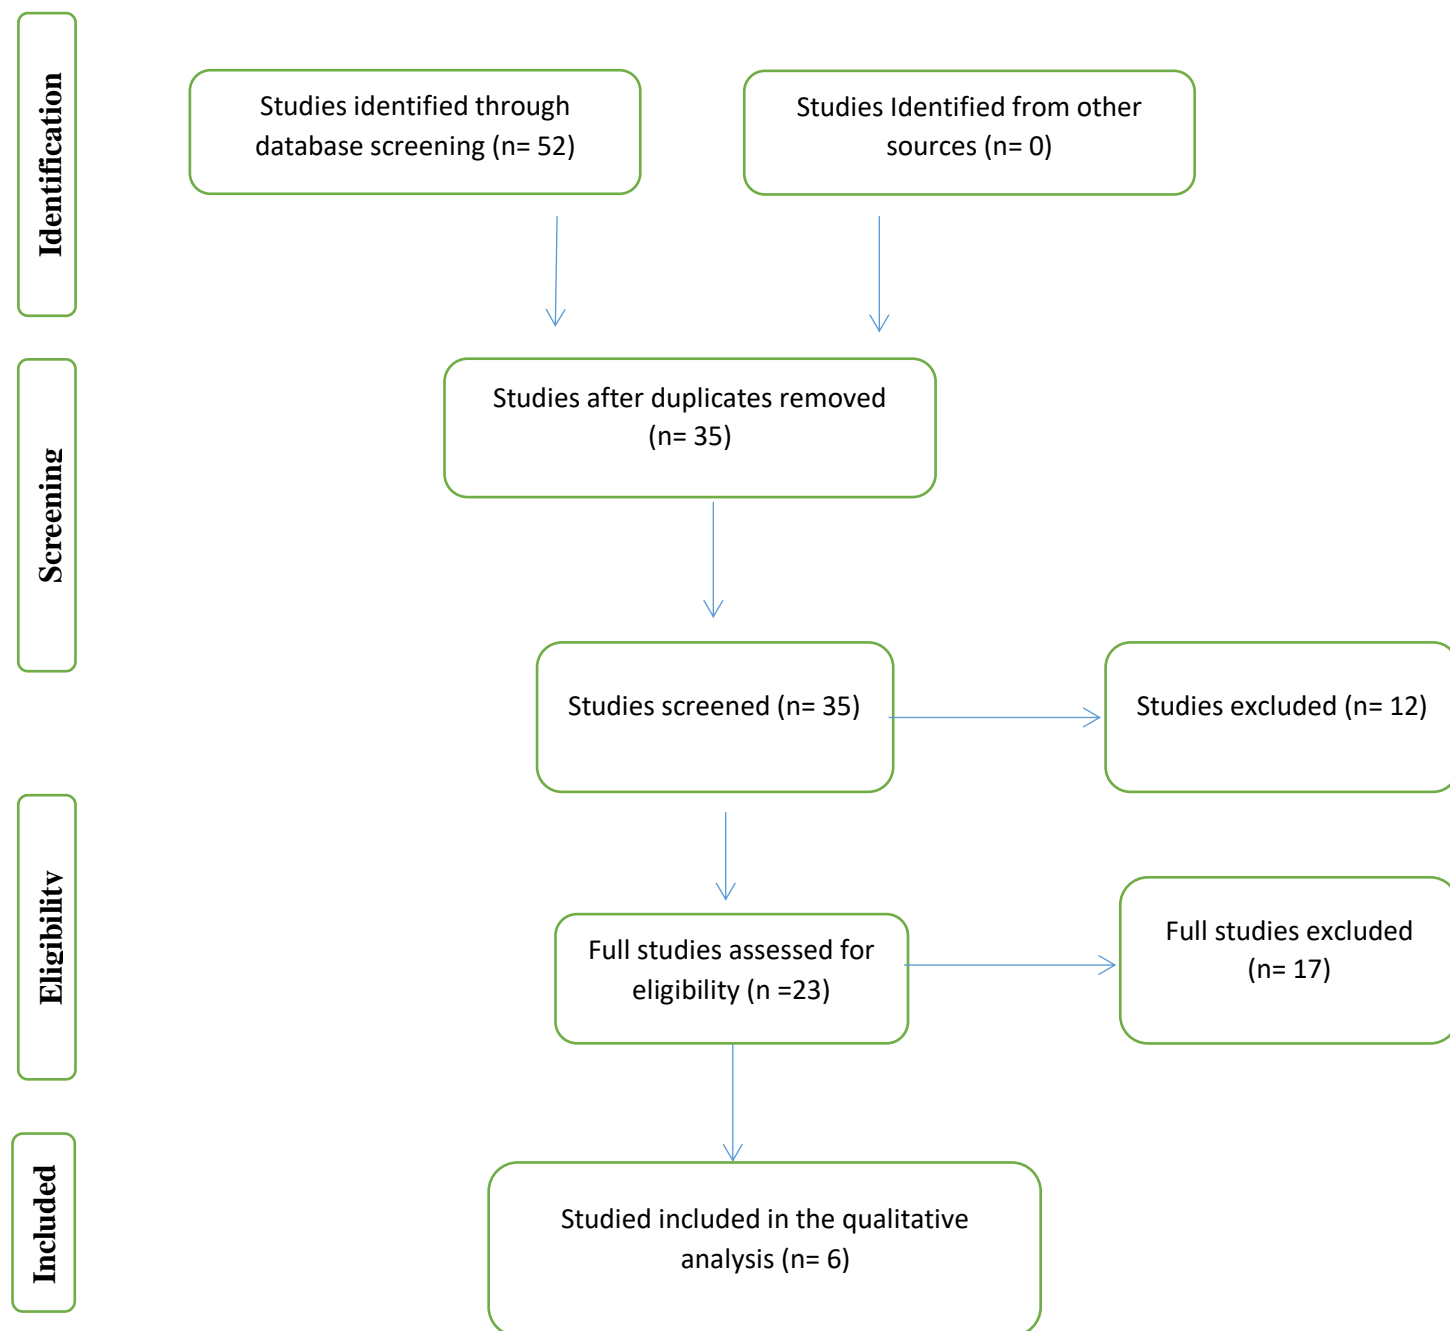 Identification
Studies identified through
database screening (n= 52)
Studies Identified from other
sources (n= 0)
Screening
Studies after duplicates removed
(n= 35)
Studies screened (n= 35)
Studies excluded (n= 12)
Eligibility
Full studies assessed for
eligibility (n =23)
Full studies excluded
(n= 17)
Included
Studied included in the qualitative
analysis (n= 6)